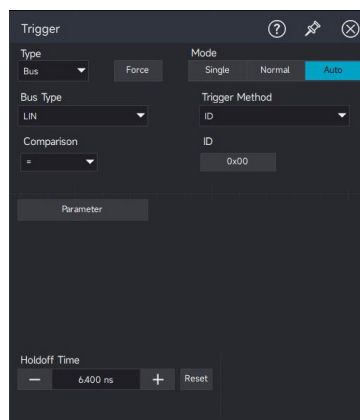 Trigger
Type
Mode
Bus
Force
Single
Normal
Auto
Bus Type
Trigger Method
LIN
ID
Comparison
ID
=
0x00
Parameter
Holdoff Time
6.400 ns
Reset